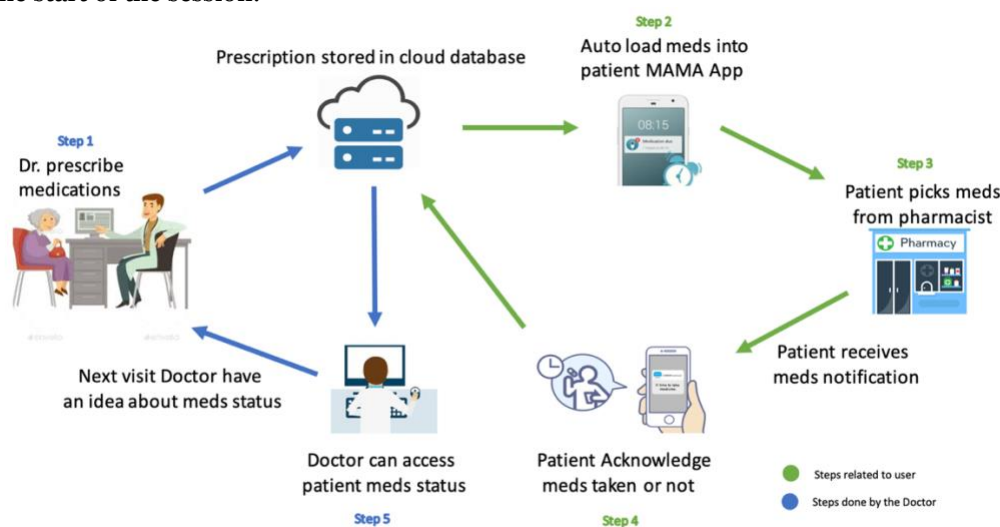 Step 2
Auto load meds into
patient MAMA App
Prescription stored in cloud database
08:15
Medication due
Step 1
Dr. prescribe
medications
Step 3
Patient picks meds
from pharmacist
Pharmacy
Patient receives
meds notification
Next visit Doctor have
an idea about meds status
Doctor can access
patient meds status
Step 5
Patient Acknowledge
meds taken or not
Step 4
Steps related to user
Steps done by the Doctor